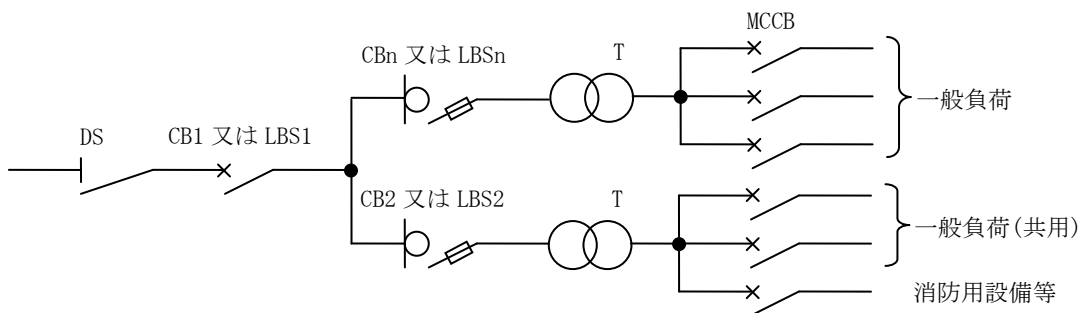 MCCB
CBn 又は LBSn
T
一般負荷
DS
CB1 又は LBS1
CB2 又は LBS2
T
一般負荷(共用)
消防用設備等